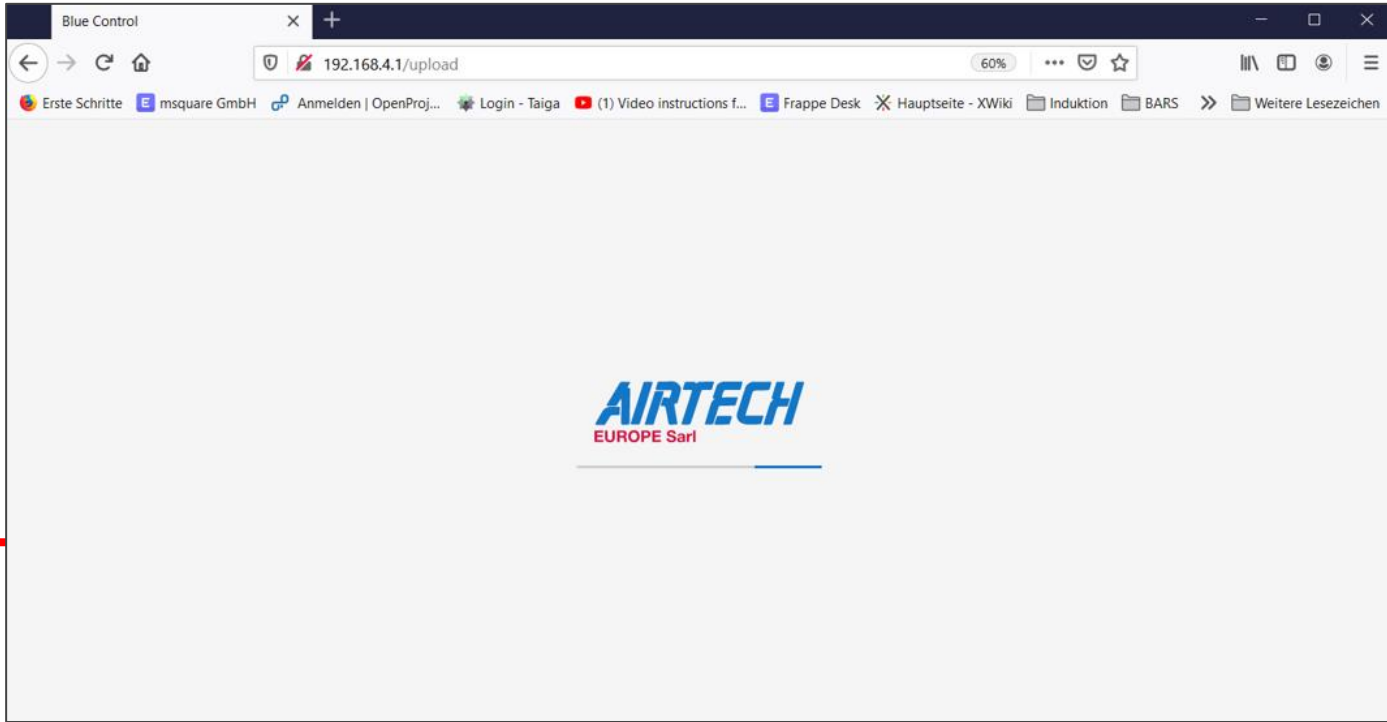 Blue Control
192.168.4.1/upload 60%
Erste Schritte E msquare GmbH Anmelden | OpenProj... Login - Taiga (1) Video instructions f... E Frappe Desk Hauptseite - XWiki Induktion BARS Weitere Lesezeichen
AIRTECH
EUROPE Sarl